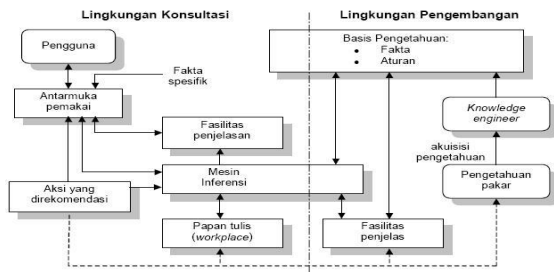 Lingkungan Konsultasi
Lingkungan Pengembangan
Pengguna
Fakta
spesifik
Antarmuka
pemakai
Fasilitas
penjelasan
Mesin
Inferensi
Aksi yang
direkomendasi
Papan tulis
(workplace)
Basis Pengetahuan:
• Fakta
• Aturan
Knowledge
engineer
akuisisi
pengetahuan
Pengetahuan
pakar
Fasilitas
penjelas